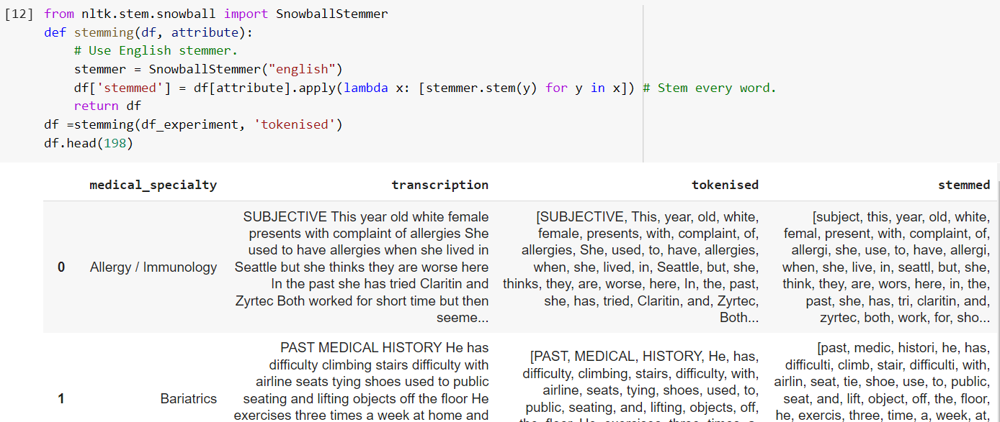 [12] from nltk.stem.snowball import SnowballStemmer
def stemming(df, attribute):
    # Use English stemmer.
    stemmer = SnowballStemmer("english")
    df['stemmed'] = df[attribute].apply(lambda x: [stemmer.stem(y) for y in x]) # Stem every word.
    return df
df =stemming(df_experiment, 'tokenised')
df.head(198)
medical_specialty transcription tokenised stemmed
0
Allergy / Immunology
SUBJECTIVE This year old white female
presents with complaint of allergies She
used to have allergies when she lived in
Seattle but she thinks they are worse here
In the past she has tried Claritin and
Zyrtec Both worked for short time but then
seeme...
[SUBJECTIVE, This, year, old, white,
female, presents, with, complaint, of,
allergies, She, used, to, have, allergies,
when, she, lived, in, Seattle, but, she,
thinks, they, are, worse, here, In, the, past,
she, has, tried, Claritin, and, Zyrtec,
Both...
[subject, this, year, old, white,
femal, present, with, complaint, of,
allergi, she, use, to, have, allergi,
when, she, live, in, seattl, but, she,
think, they, are, wors, here, in, the,
past, she, has, tri, claritin, and,
zyrtec, both, work, for, sho...
1
Bariatrics
PAST MEDICAL HISTORY He has
difficulty climbing stairs difficulty with
airline seats tying shoes used to public
seating and lifting objects off the floor He
exercises three times a week at home and
[PAST, MEDICAL, HISTORY, He, has,
difficulty, climbing, stairs, difficulty, with,
airline, seats, tying, shoes, used, to,
public, seating, and, lifting, objects, off,
the, floor, He, exercises, three, times, a,
[past, medic, histori, he, has,
difficulti, climb, stair, difficulti, with,
airlin, seat, tie, shoe, use, to, public,
seat, and, lift, object, off, the, floor,
he, exercis, three, time, a, week, at,